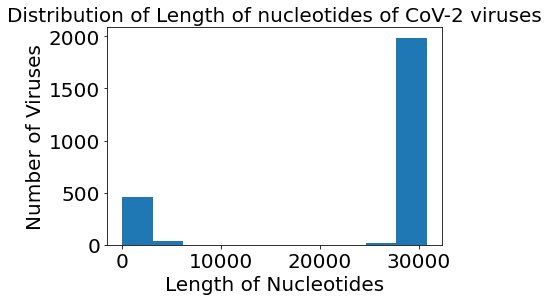 Distribution of Length of nucleotides of CoV-2 viruses
Number of Viruses
2000
1500
1000
500
0
0 10000 20000 30000
Length of Nucleotides